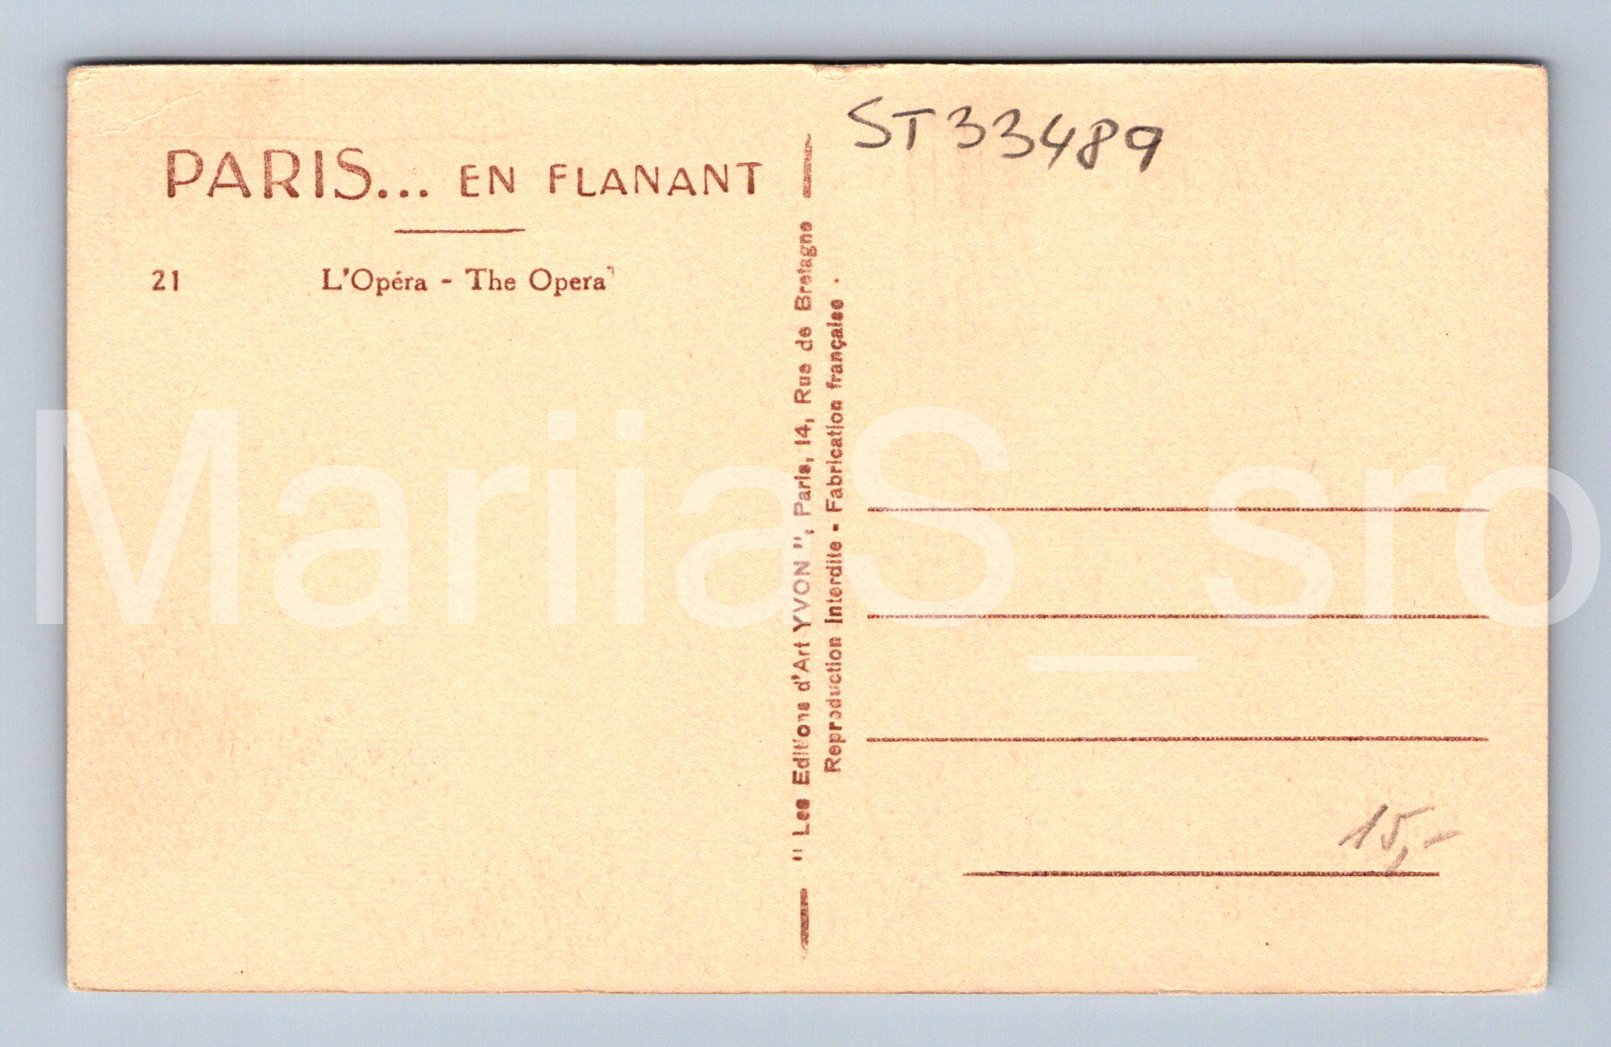 PARIS... EN FLANANT
21 L'Opéra - The Opera
" Les Editions d'Art YVON ", Paris, 14, Rue de Bretagne
Reproduction Interdite - Fabrication française .
ST33489
15,-
MariiaS_sro